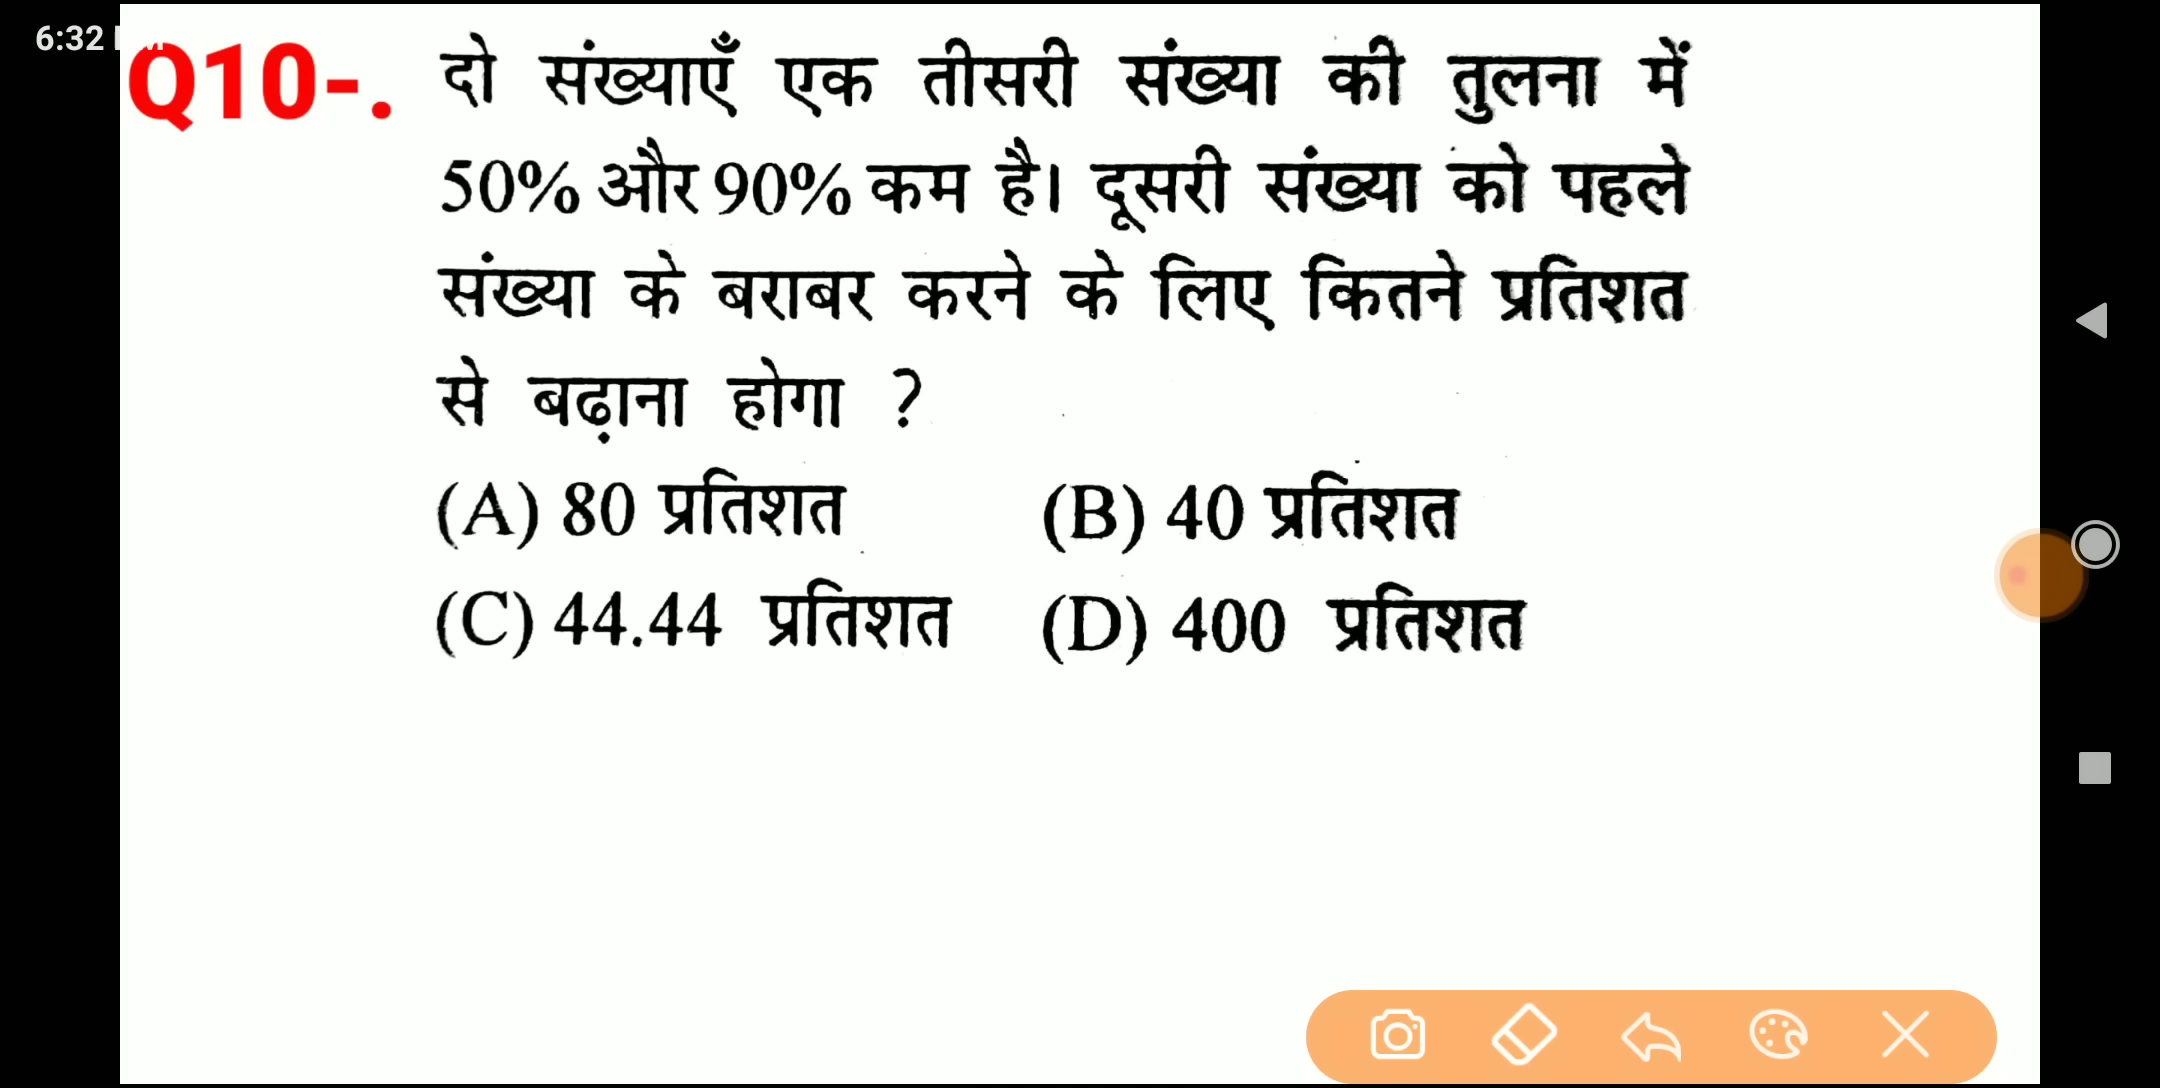 6:32
Q10-. दो संख्याएँ एक तीसरी संख्या की तुलना में
50% और 90% कम है। दूसरी संख्या को पहले
संख्या के बराबर करने के लिए कितने प्रतिशत
से बढ़ाना होगा ?
(A) 80 प्रतिशत (B) 40 प्रतिशत
(C) 44.44 प्रतिशत (D) 400 प्रतिशत